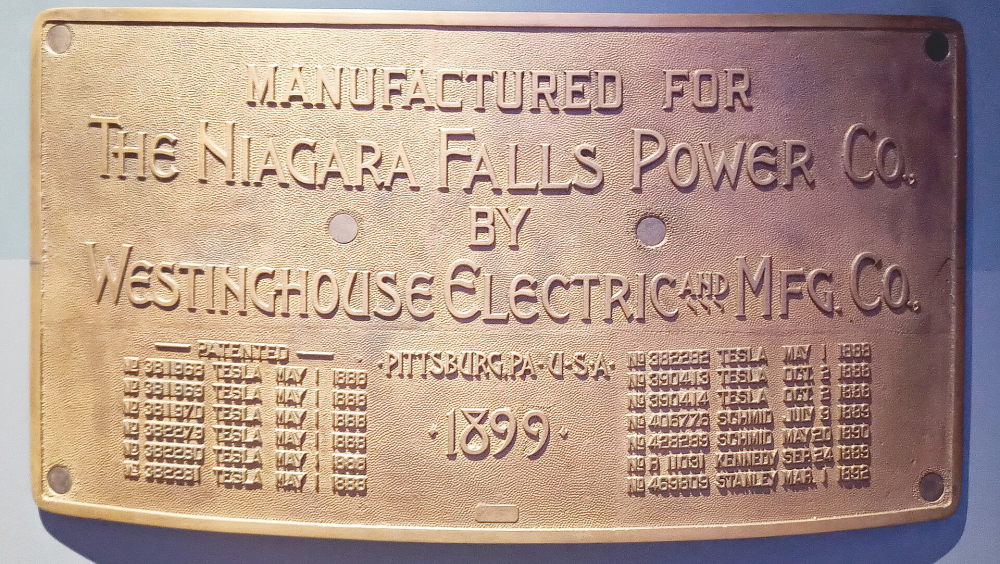 MANUFACTURED FOR
THE NIAGARA FALLS POWER CO.
BY
WESTINGHOUSE ELECTRIC AND MFG. CO.
PITTSBURG, PA · U · S · A ·
· 1899 ·
PATENTED
No 381968 TESLA MAY 1 1888
No 381969 TESLA MAY 1 1888
No 381970 TESLA MAY 1 1888
No 382279 TESLA MAY 1 1888
No 382280 TESLA MAY 1 1888
No 382281 TESLA MAY 1 1888
No 382282 TESLA MAY 1 1888
No 390413 TESLA OCT. 2 1888
No 390414 TESLA OCT. 2 1888
No 406776 SCHMID JULY 9 1889
No 428289 SCHMID MAY 20 1890
No R 11031 KENNEDY SEP. 24 1889
No 469809 STANLEY MAR. 1 1892